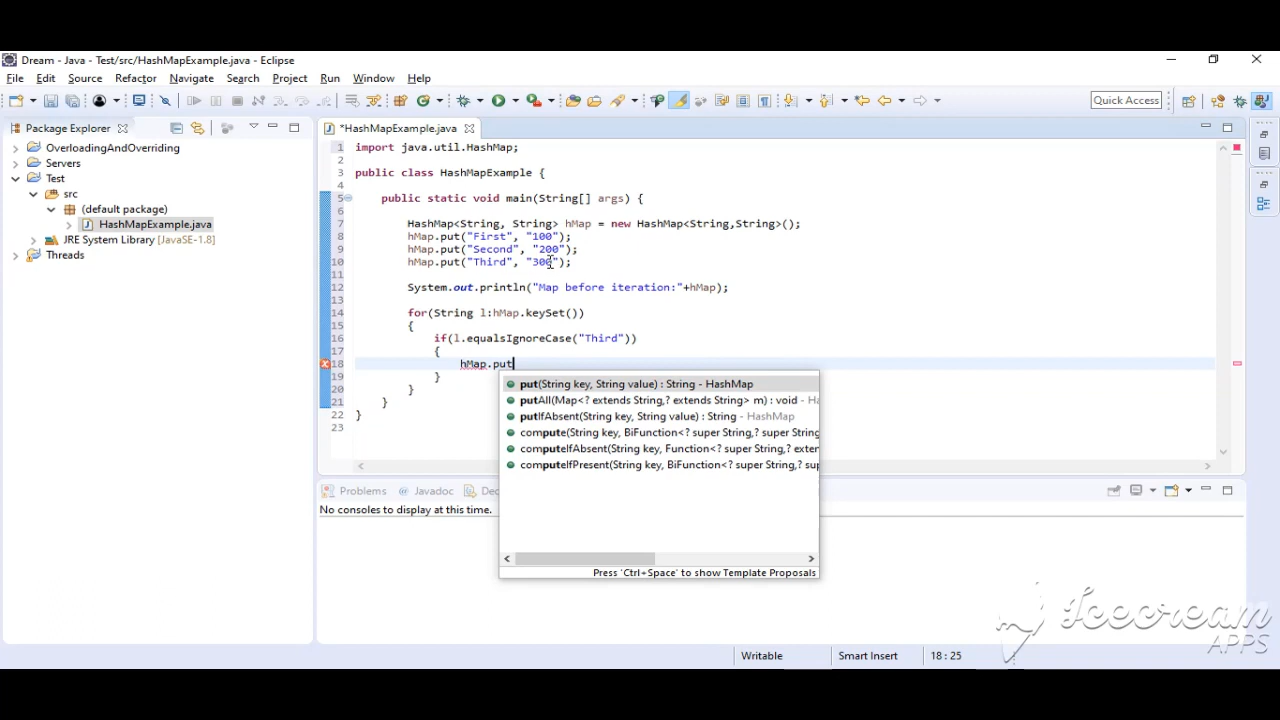 Dream - Java - Test/src/HashMapExample.java - Eclipse
File Edit Source Refactor Navigate Search Project Run Window Help
Quick Access
Package Explorer
*HashMapExample.java
OverloadingAndOverriding
Servers
Test
src
(default package)
HashMapExample.java
JRE System Library [JavaSE-1.8]
Threads
1 import java.util.HashMap;
2
3 public class HashMapExample {
4
5 public static void main(String[] args) {
6
7 HashMap<String, String> hMap = new HashMap<String,String>();
8 hMap.put("First", "100");
9 hMap.put("Second", "200");
10 hMap.put("Third", "300");
11
12 System.out.println("Map before iteration:"+hMap);
13
14 for(String l:hMap.keySet())
15 {
16 if(l.equalsIgnoreCase("Third"))
17 {
18 hMap.put
19 }
20 }
21 }
22 }
23
put(String key, String value) : String - HashMap
putAll(Map<? extends String,? extends String> m) : void - Ha
putIfAbsent(String key, String value) : String - HashMap
compute(String key, BiFunction<? super String,? super String
computeIfAbsent(String key, Function<? super String,? exten
computeIfPresent(String key, BiFunction<? super String,? sup
Press 'Ctrl+Space' to show Template Proposals
Problems Javadoc Dec
No consoles to display at this time.
Writable Smart Insert 18 : 25
Icecream
APPS